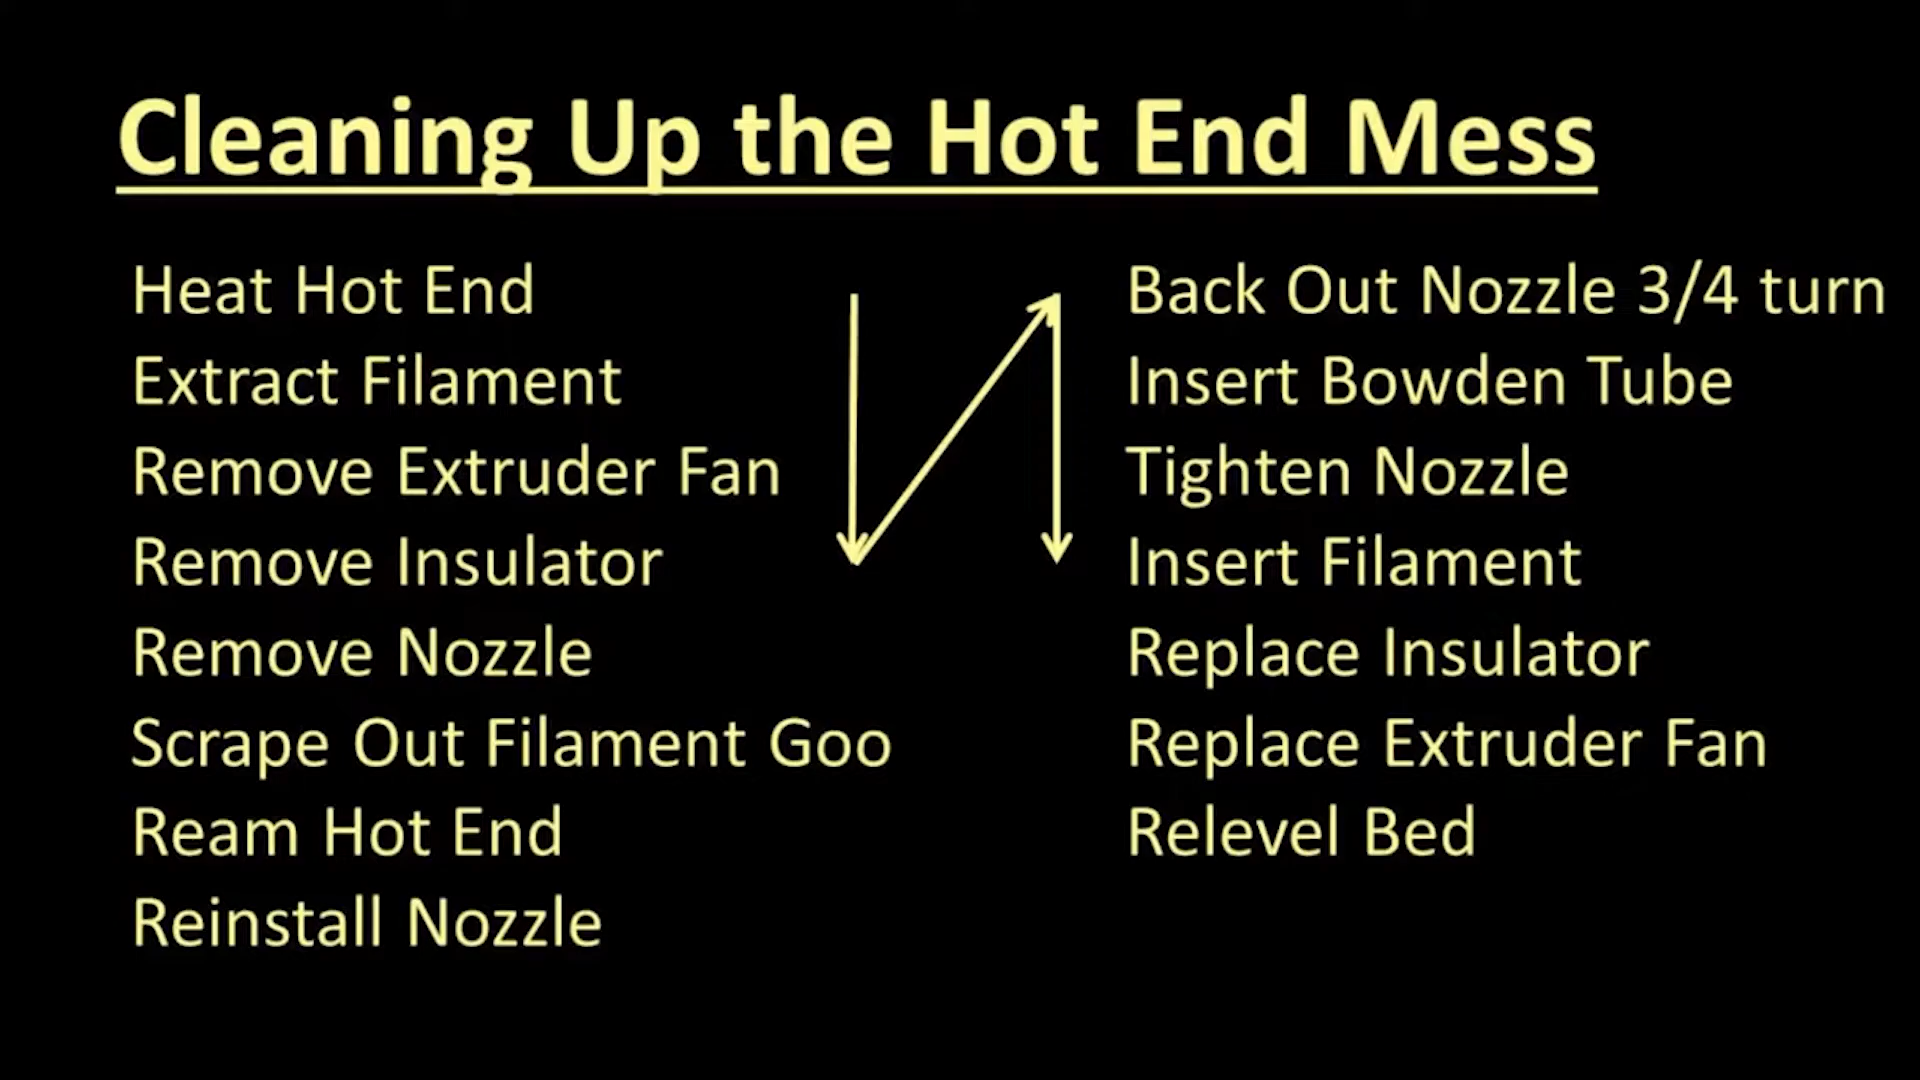 Cleaning Up the Hot End Mess
Heat Hot End
Extract Filament
Remove Extruder Fan
Remove Insulator
Remove Nozzle
Scrape Out Filament Goo
Ream Hot End
Reinstall Nozzle
Back Out Nozzle 3/4 turn
Insert Bowden Tube
Tighten Nozzle
Insert Filament
Replace Insulator
Replace Extruder Fan
Relevel Bed